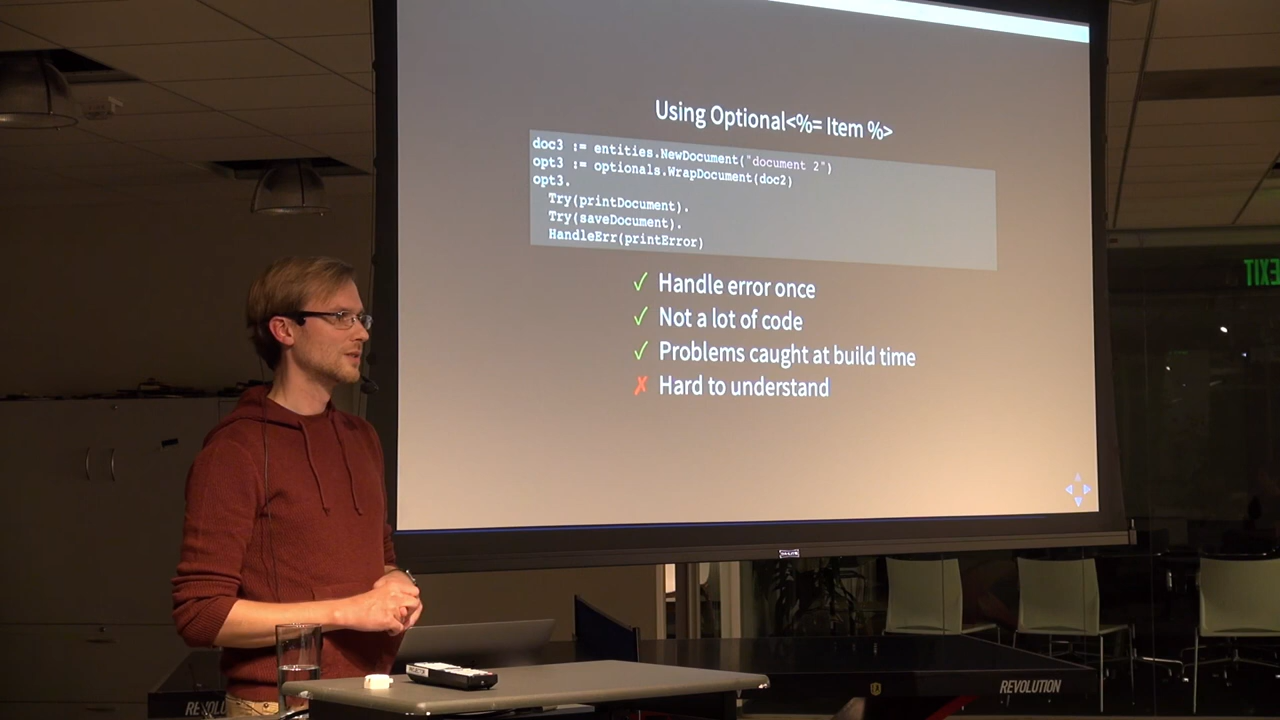 Using Optional<%= Item %>
doc3 := entities.NewDocument("document 2")
opt3 := optionals.WrapDocument(doc2)
opt3.
Try(printDocument).
Try(saveDocument).
HandleErr(printError)
✓ Handle error once
✓ Not a lot of code
✓ Problems caught at build time
✗ Hard to understand
EXIT
REVOLUTION
REVOLU